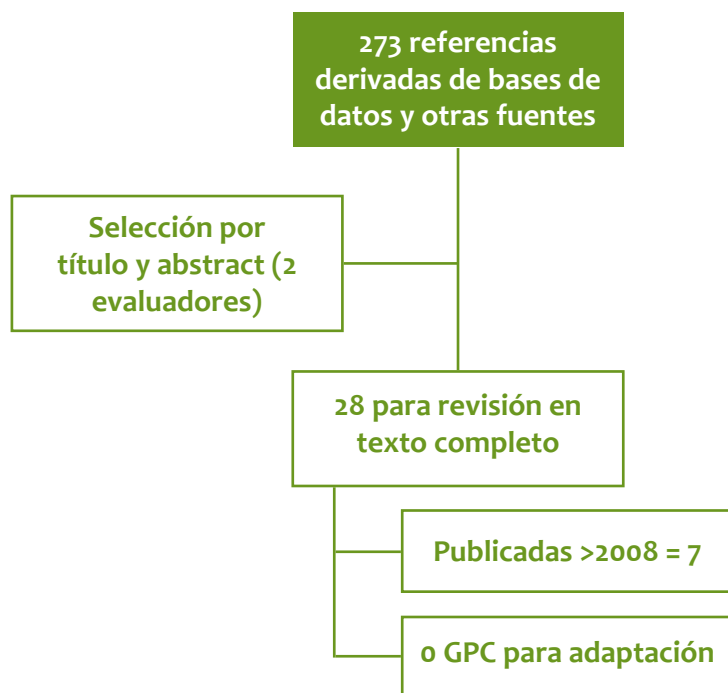 273 referencias
derivadas de bases de
datos y otras fuentes
Selección por
título y abstract (2
evaluadores)
28 para revisión en
texto completo
Publicadas >2008 = 7
0 GPC para adaptación